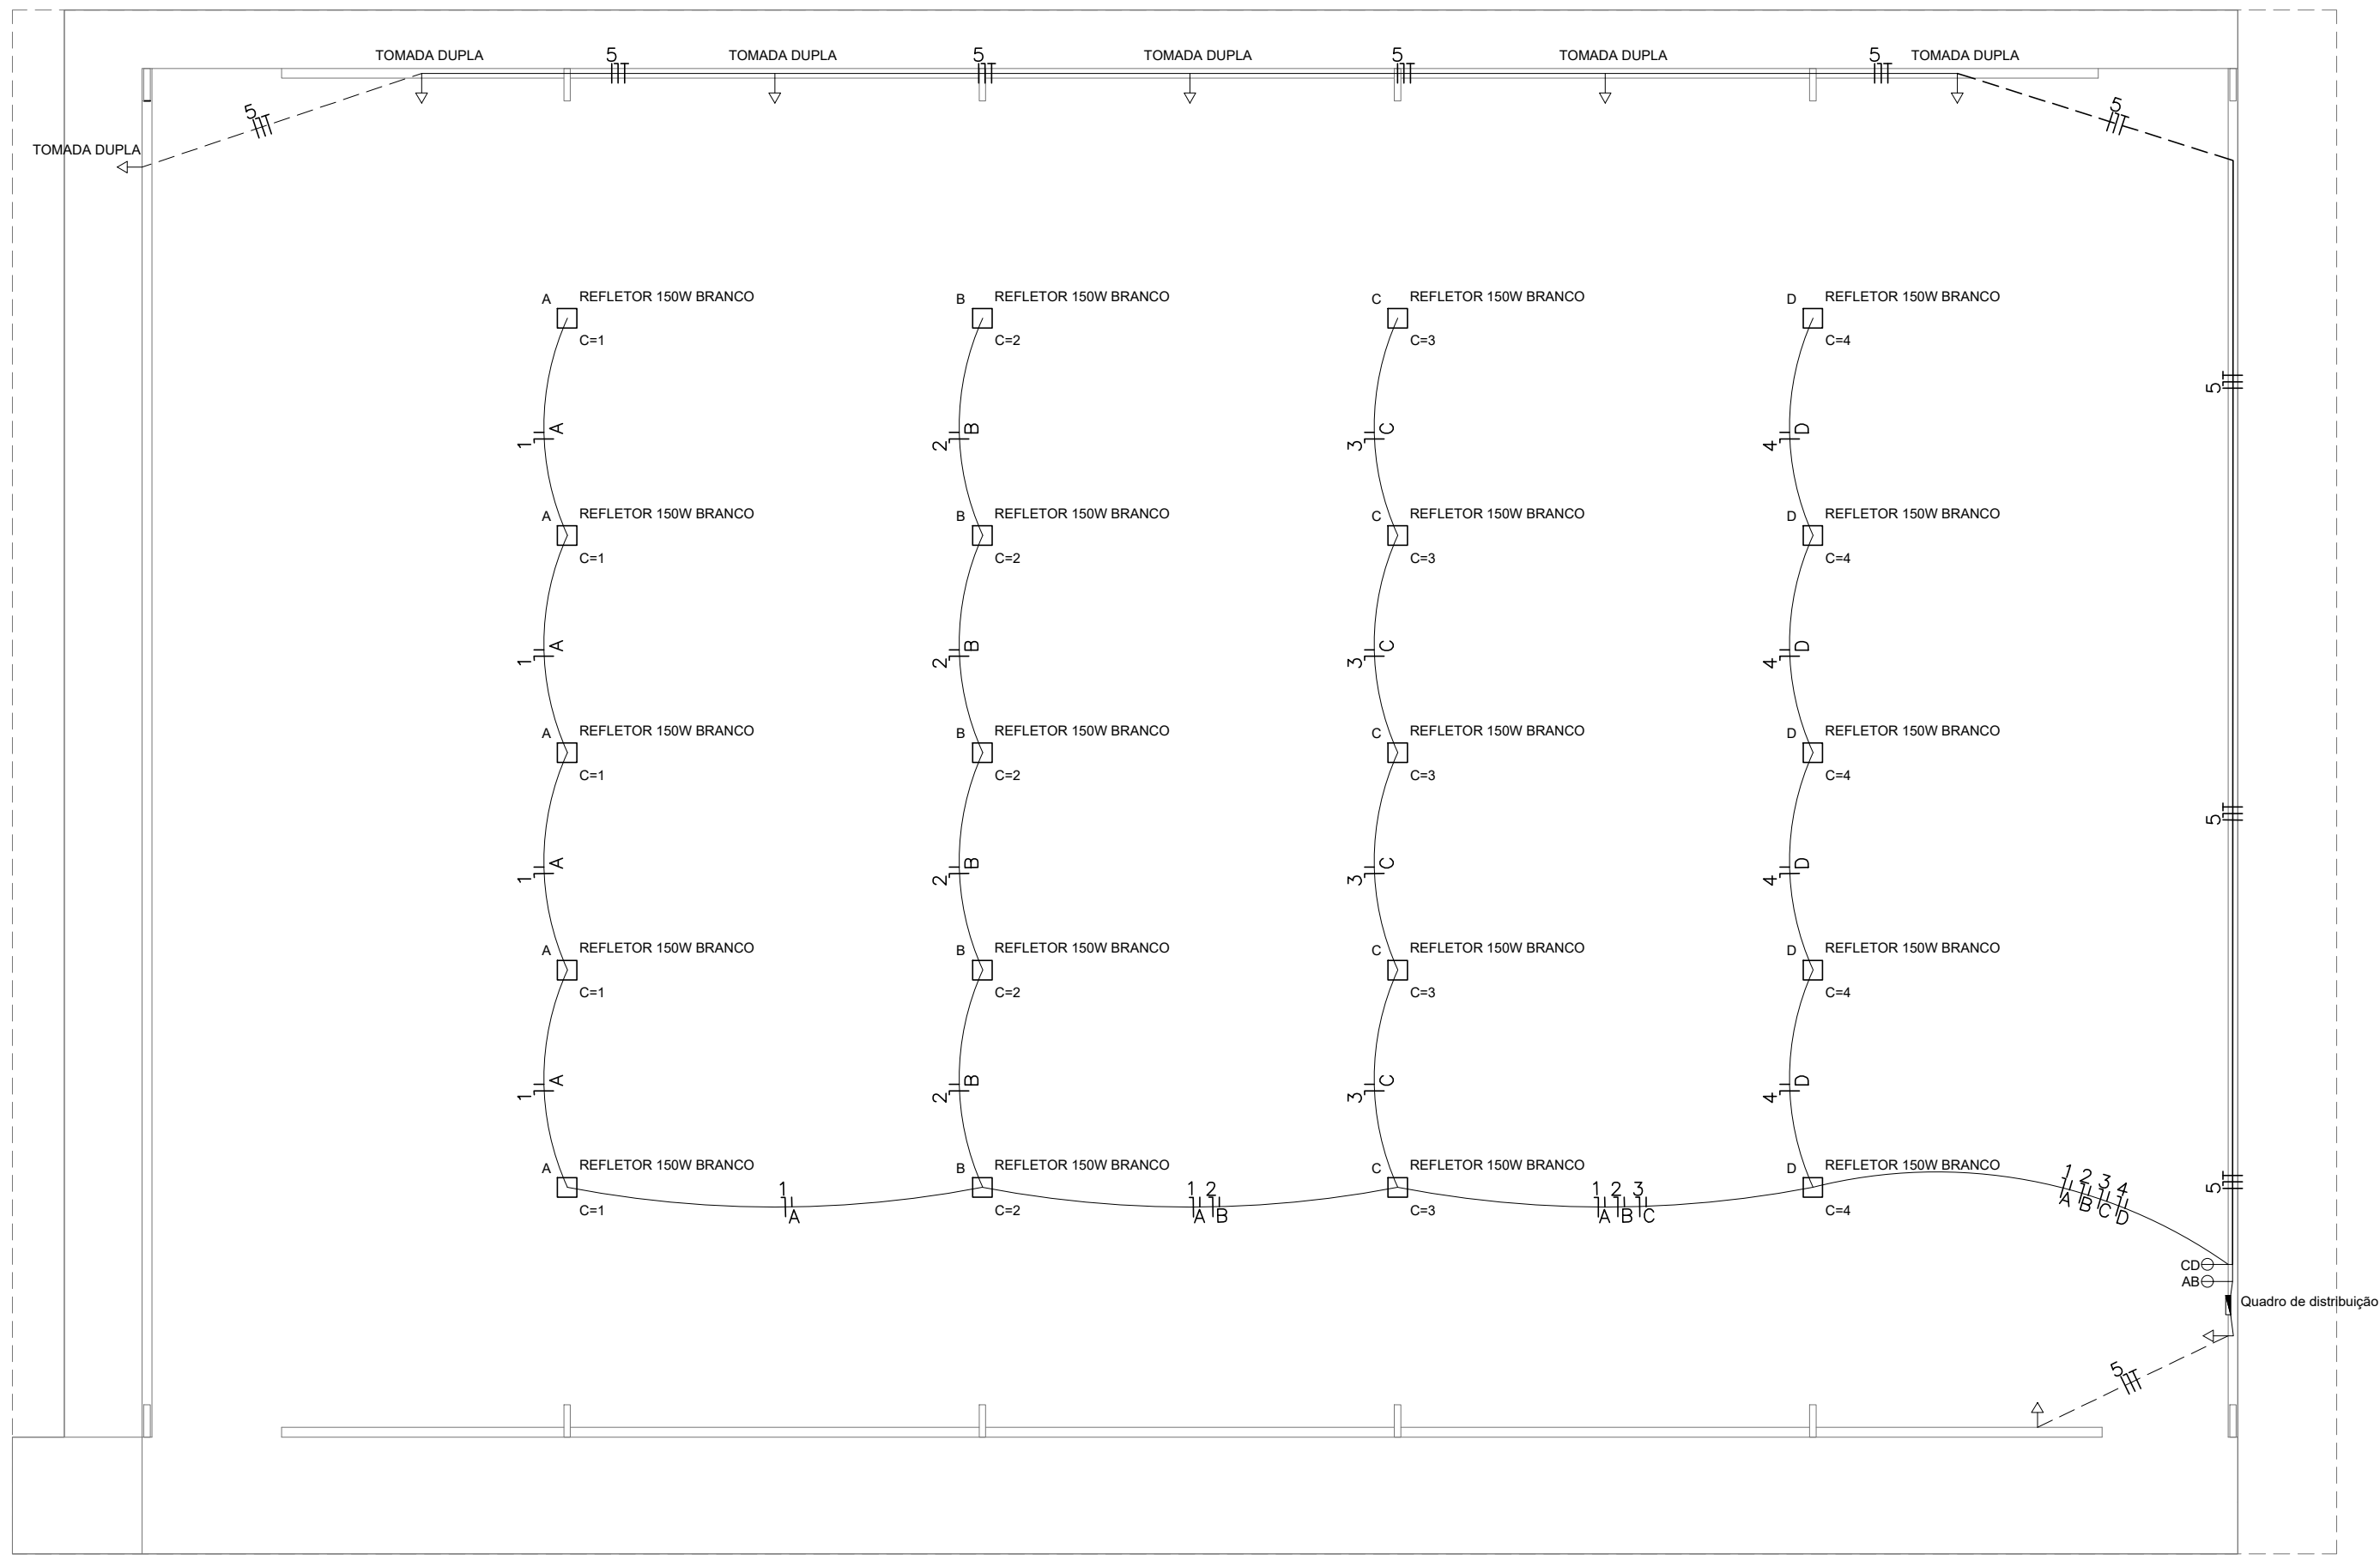 TOMADA DUPLA 5 T TOMADA DUPLA 5 T TOMADA DUPLA 5 T TOMADA DUPLA 5 T TOMADA DUPLA
5 T 5 T
TOMADA DUPLA
A REFLETOR 150W BRANCO B REFLETOR 150W BRANCO C REFLETOR 150W BRANCO D REFLETOR 150W BRANCO
C=1 C=2 C=3 C=4
5 T
1 A 2 B 3 C 4 D
A REFLETOR 150W BRANCO B REFLETOR 150W BRANCO C REFLETOR 150W BRANCO D REFLETOR 150W BRANCO
C=1 C=2 C=3 C=4
1 A 2 B 3 C 4 D
A REFLETOR 150W BRANCO B REFLETOR 150W BRANCO C REFLETOR 150W BRANCO D REFLETOR 150W BRANCO
C=1 C=2 C=3 C=4
5 T
1 A 2 B 3 C 4 D
A REFLETOR 150W BRANCO B REFLETOR 150W BRANCO C REFLETOR 150W BRANCO D REFLETOR 150W BRANCO
C=1 C=2 C=3 C=4
1 A 2 B 3 C 4 D
A REFLETOR 150W BRANCO B REFLETOR 150W BRANCO C REFLETOR 150W BRANCO D REFLETOR 150W BRANCO
1 2 3 4 5 T
A B C D
1 1 2 1 2 3
C=1 A C=2 A B C=3 A B C C=4
CD
AB
Quadro de distribuição
5 T